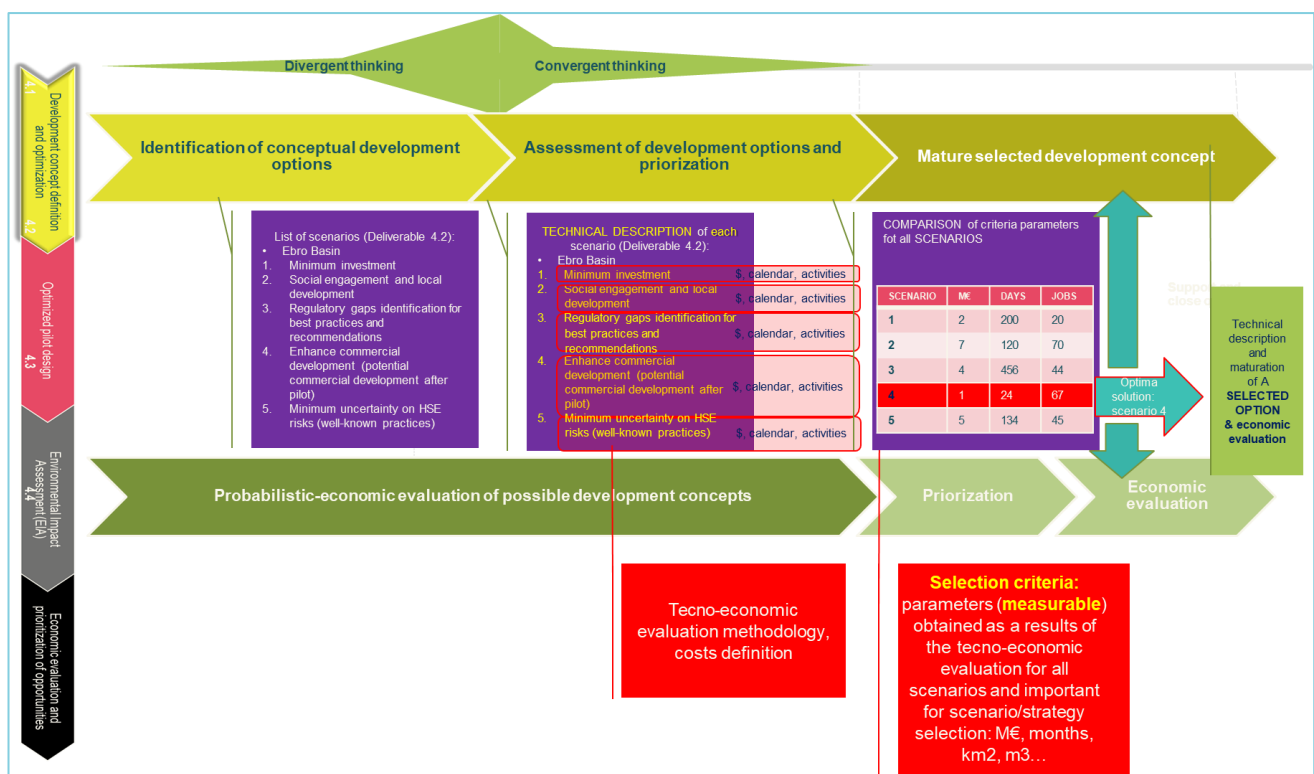 Divergent thinking
Convergent thinking
4.1
Development concept definition
and optimization
4.2
Optimized pilot design
4.3
Environmental Impact
Assessment (EIA)
4.4
Economic evaluation and
prioritization of opportunities
Identification of conceptual development
options
Assessment of development options and
priorization
Mature selected development concept
List of scenarios (Deliverable 4.2):
• Ebro Basin
1. Minimum investment
2. Social engagement and local
development
3. Regulatory gaps identification for
best practices and
recommendations
4. Enhance commercial
development (potential
commercial development after
pilot)
5. Minimum uncertainty on HSE
risks (well-known practices)
TECHNICAL DESCRIPTION of each
scenario (Deliverable 4.2):
• Ebro Basin
1. Minimum investment
$, calendar, activities
2. Social engagement and local
development
$, calendar, activities
3. Regulatory gaps identification for
best practices and
recommendations
$, calendar, activities
4. Enhance commercial
development (potential
commercial development after
pilot)
$, calendar, activities
5. Minimum uncertainty on HSE
risks (well-known practices)
$, calendar, activities
COMPARISON of criteria parameters
fot all SCENARIOS
SCENARIO M€ DAYS JOBS
1 2 200 20
2 7 120 70
3 4 456 44
4 1 24 67
5 5 134 45
Optima
solution:
scenario 4
close
Technical
description
and
maturation
of A
SELECTED
OPTION
& economic
evaluation
Probabilistic-economic evaluation of possible development concepts
Priorization
Economic
evaluation
Tecno-economic
evaluation methodology,
costs definition
Selection criteria:
parameters (measurable)
obtained as a results of
the tecno-economic
evaluation for all
scenarios and important
for scenario/strategy
selection: M€, months,
km2, m3…